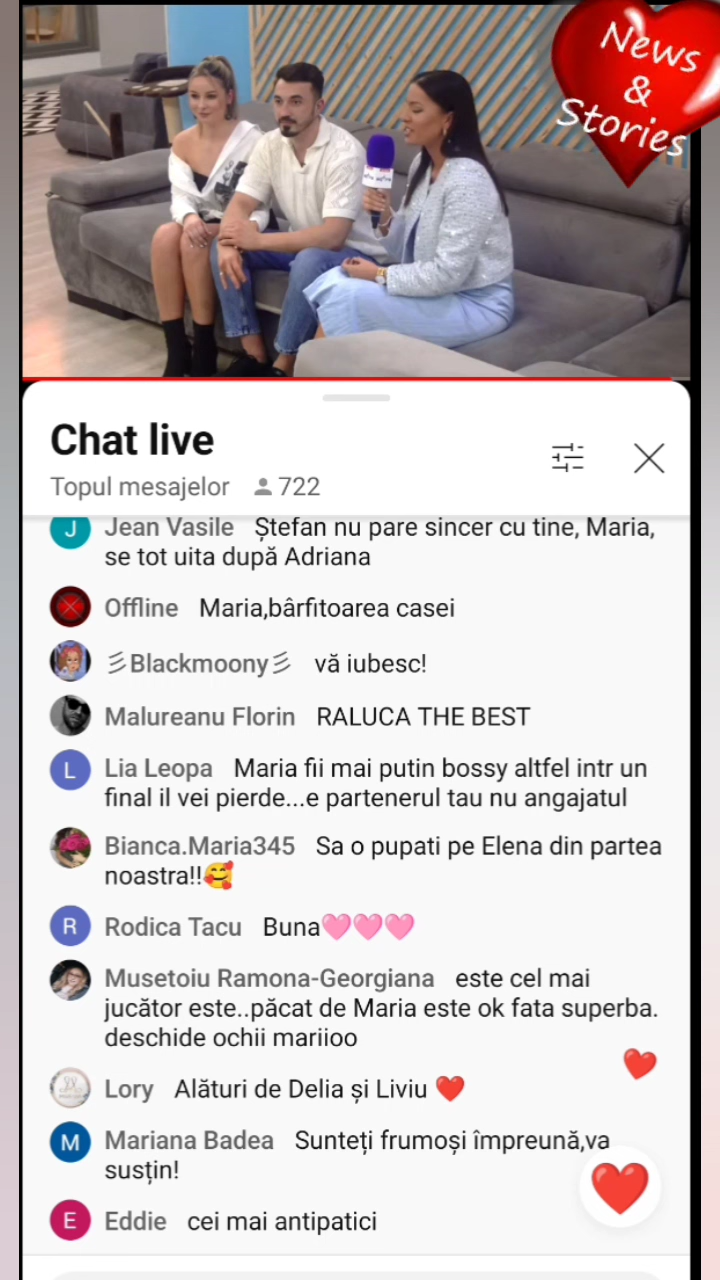 News
&
Stories
Chat live
Topul mesajelor 722
J Jean Vasile Ștefan nu pare sincer cu tine, Maria,
se tot uita după Adriana
Offline Maria,bârfitoarea casei
彡Blackmoony彡 vă iubesc!
Malureanu Florin RALUCA THE BEST
L Lia Leopa Maria fii mai putin bossy altfel intr un
final il vei pierde...e partenerul tau nu angajatul
Bianca.Maria345 Sa o pupati pe Elena din partea
noastra!!🥰
R Rodica Tacu Buna🩷🩷🩷
Musetoiu Ramona-Georgiana este cel mai
jucător este..păcat de Maria este ok fata superba.
deschide ochii mariioo
Lory Alături de Delia și Liviu ❤️
M Mariana Badea Sunteți frumoși împreună,va
susțin!
E Eddie cei mai antipatici